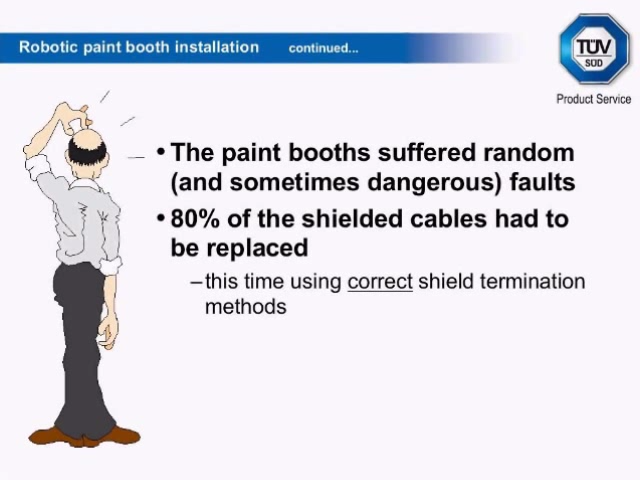 Robotic paint booth installation continued...
TÜV
SÜD
Product Service
• The paint booths suffered random
(and sometimes dangerous) faults
• 80% of the shielded cables had to
be replaced
– this time using correct shield termination
methods